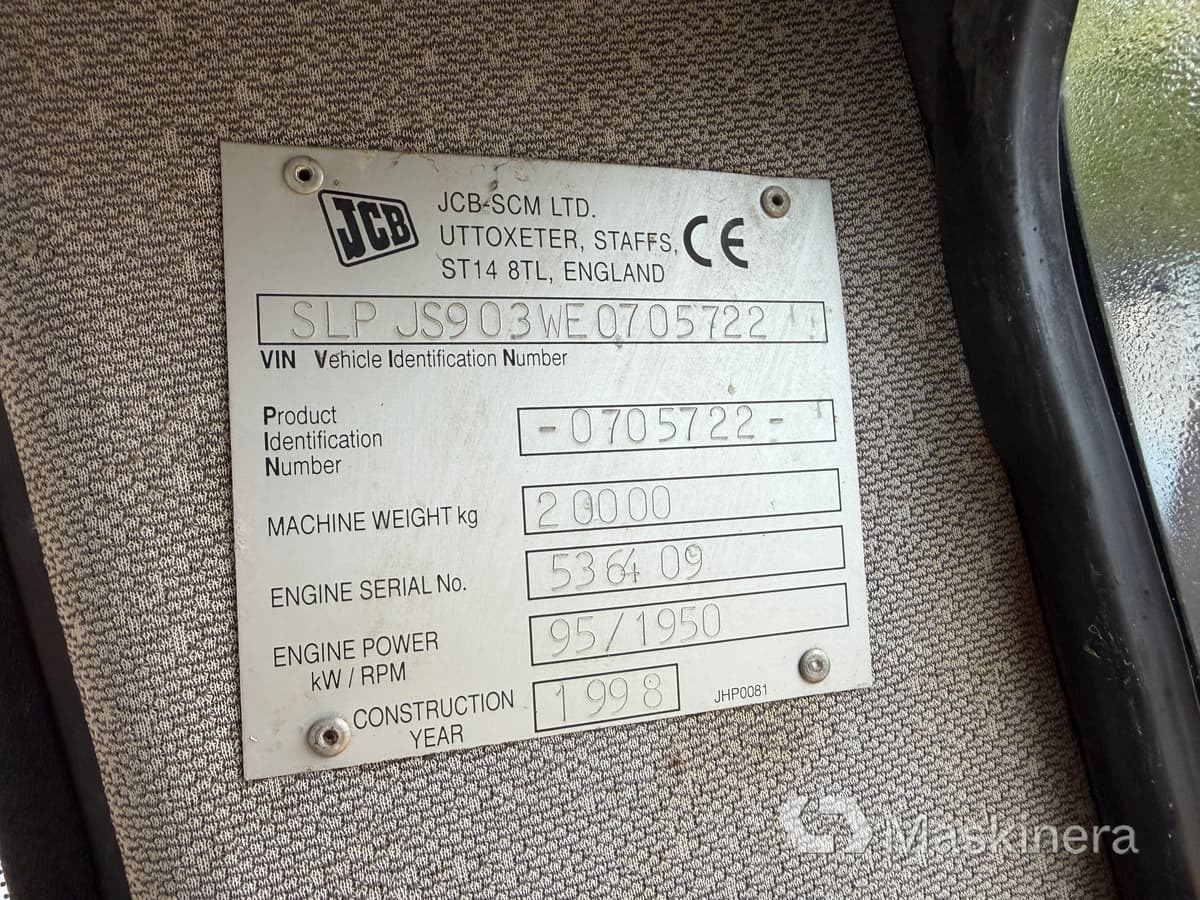 JCB
JCB-SCM LTD.
UTTOXETER, STAFFS,
ST14 8TL, ENGLAND
CE
SLP JS903WE0705722
VIN Vehicle Identification Number
Product
Identification
Number
-0705722-
MACHINE WEIGHT kg
20000
ENGINE SERIAL No.
536409
ENGINE POWER
kW / RPM
95/1950
CONSTRUCTION
YEAR
1998
JHP0081
Maskinera